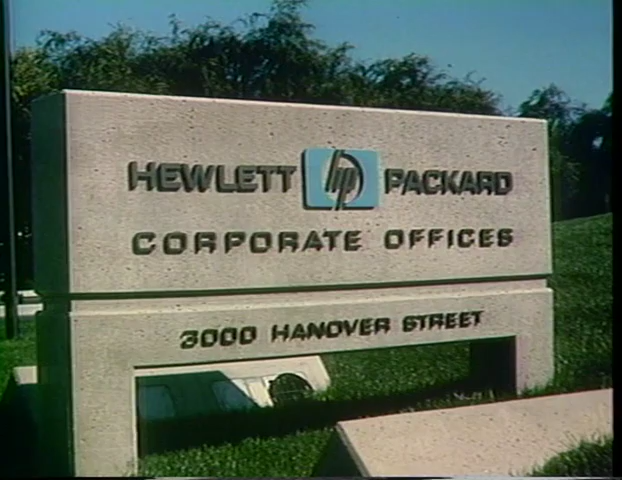 HEWLETT hp PACKARD
CORPORATE OFFICES
3000 HANOVER STREET